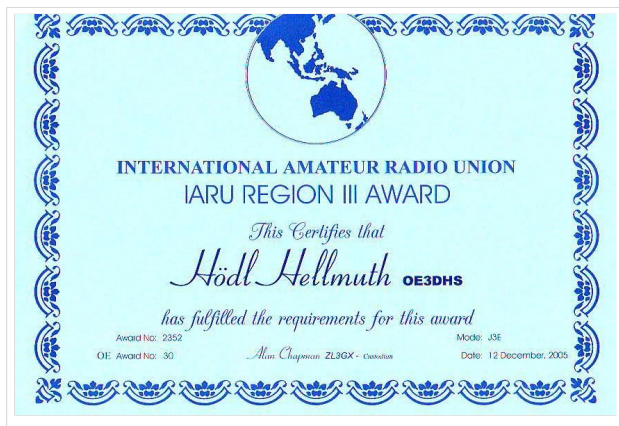 INTERNATIONAL AMATEUR RADIO UNION
IARU REGION III AWARD
This Certifies that
Hödl Hellmuth OE3DHS
has fulfilled the requirements for this award
Award No: 2352 Mode: J3E
OE Award No: 30 Alan Chapman ZL3GX - Custodian Date: 12 December, 2005